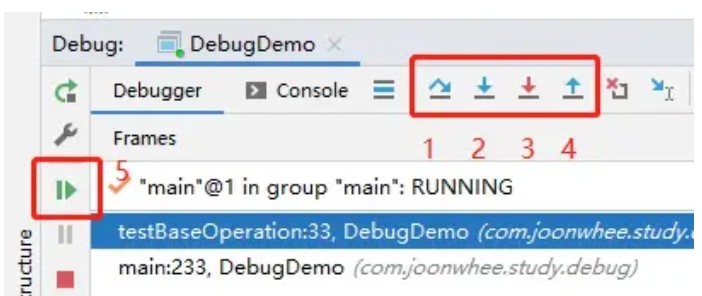 Debug: DebugDemo
Debugger Console
1 2 3 4
Frames
5
"main"@1 in group "main": RUNNING
testBaseOperation:33, DebugDemo (com.joonwhee.study.
main:233, DebugDemo (com.joonwhee.study.debug)
ructure